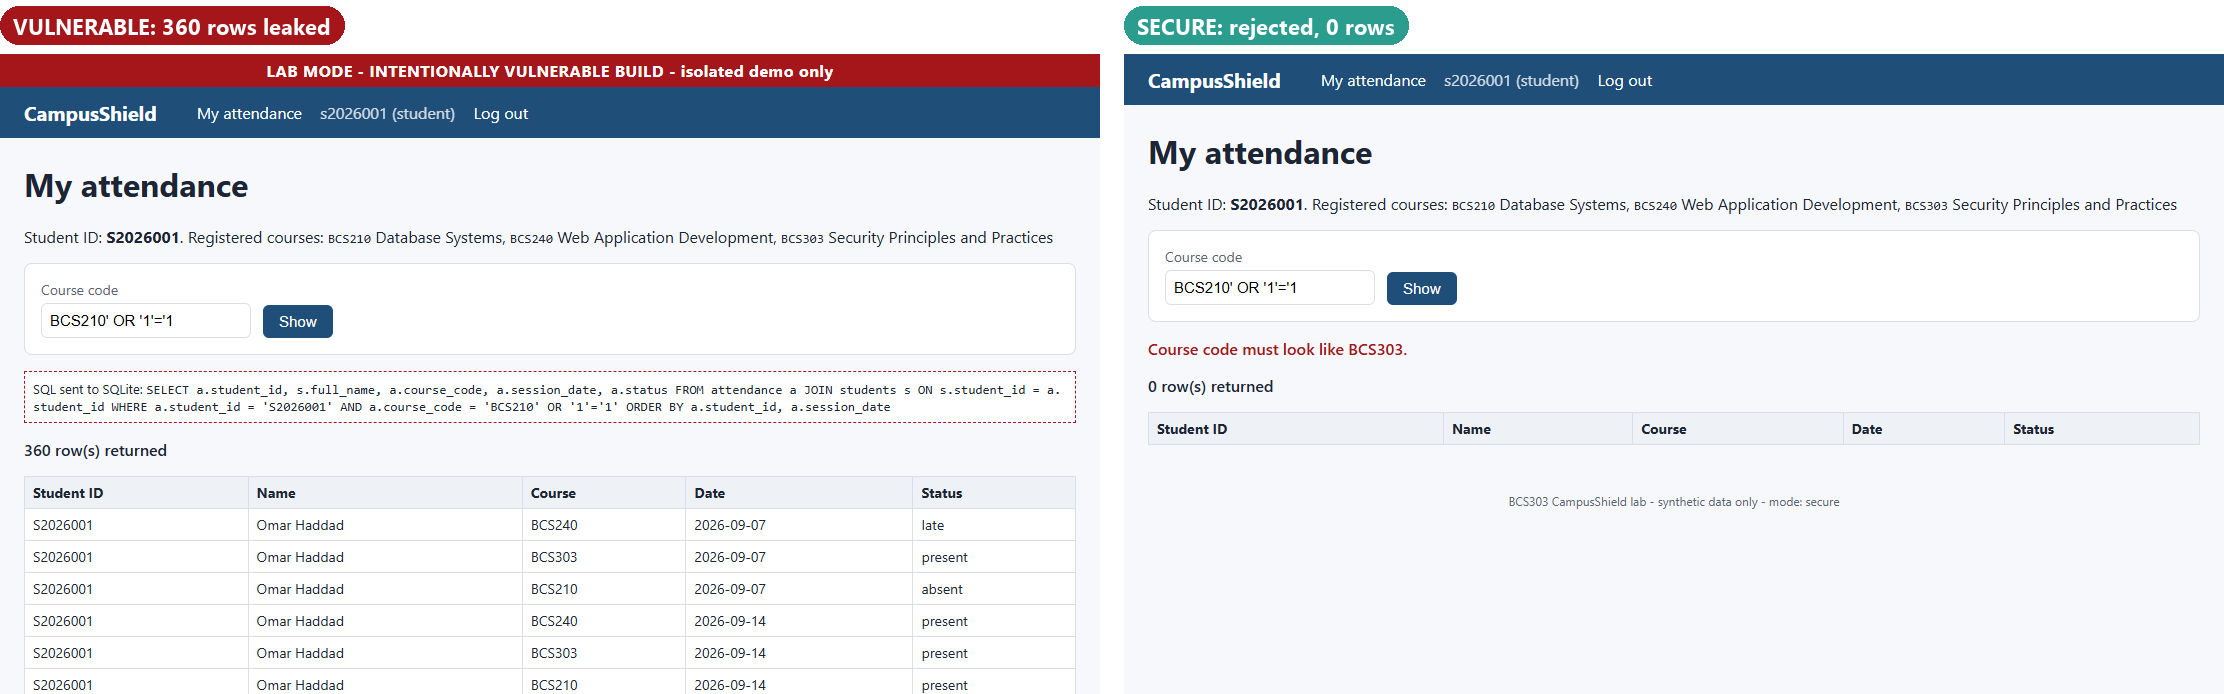 VULNERABLE: 360 rows leaked
LAB MODE - INTENTIONALLY VULNERABLE BUILD - isolated demo only
CampusShield My attendance s2026001 (student) Log out
My attendance
Student ID: S2026001. Registered courses: BCS210 Database Systems, BCS240 Web Application Development, BCS303 Security Principles and Practices
Course code
BCS210' OR '1'='1 Show
SQL sent to SQLite: SELECT a.student_id, s.full_name, a.course_code, a.session_date, a.status FROM attendance a JOIN students s ON s.student_id = a.
student_id WHERE a.student_id = 'S2026001' AND a.course_code = 'BCS210' OR '1'='1' ORDER BY a.student_id, a.session_date
360 row(s) returned
Student ID Name Course Date Status
S2026001 Omar Haddad BCS240 2026-09-07 late
S2026001 Omar Haddad BCS303 2026-09-07 present
S2026001 Omar Haddad BCS210 2026-09-07 absent
S2026001 Omar Haddad BCS240 2026-09-14 present
S2026001 Omar Haddad BCS303 2026-09-14 present
S2026001 Omar Haddad BCS210 2026-09-14 present
SECURE: rejected, 0 rows
CampusShield My attendance s2026001 (student) Log out
My attendance
Student ID: S2026001. Registered courses: BCS210 Database Systems, BCS240 Web Application Development, BCS303 Security Principles and Practices
Course code
BCS210' OR '1'='1 Show
Course code must look like BCS303.
0 row(s) returned
Student ID Name Course Date Status
BCS303 CampusShield lab - synthetic data only - mode: secure